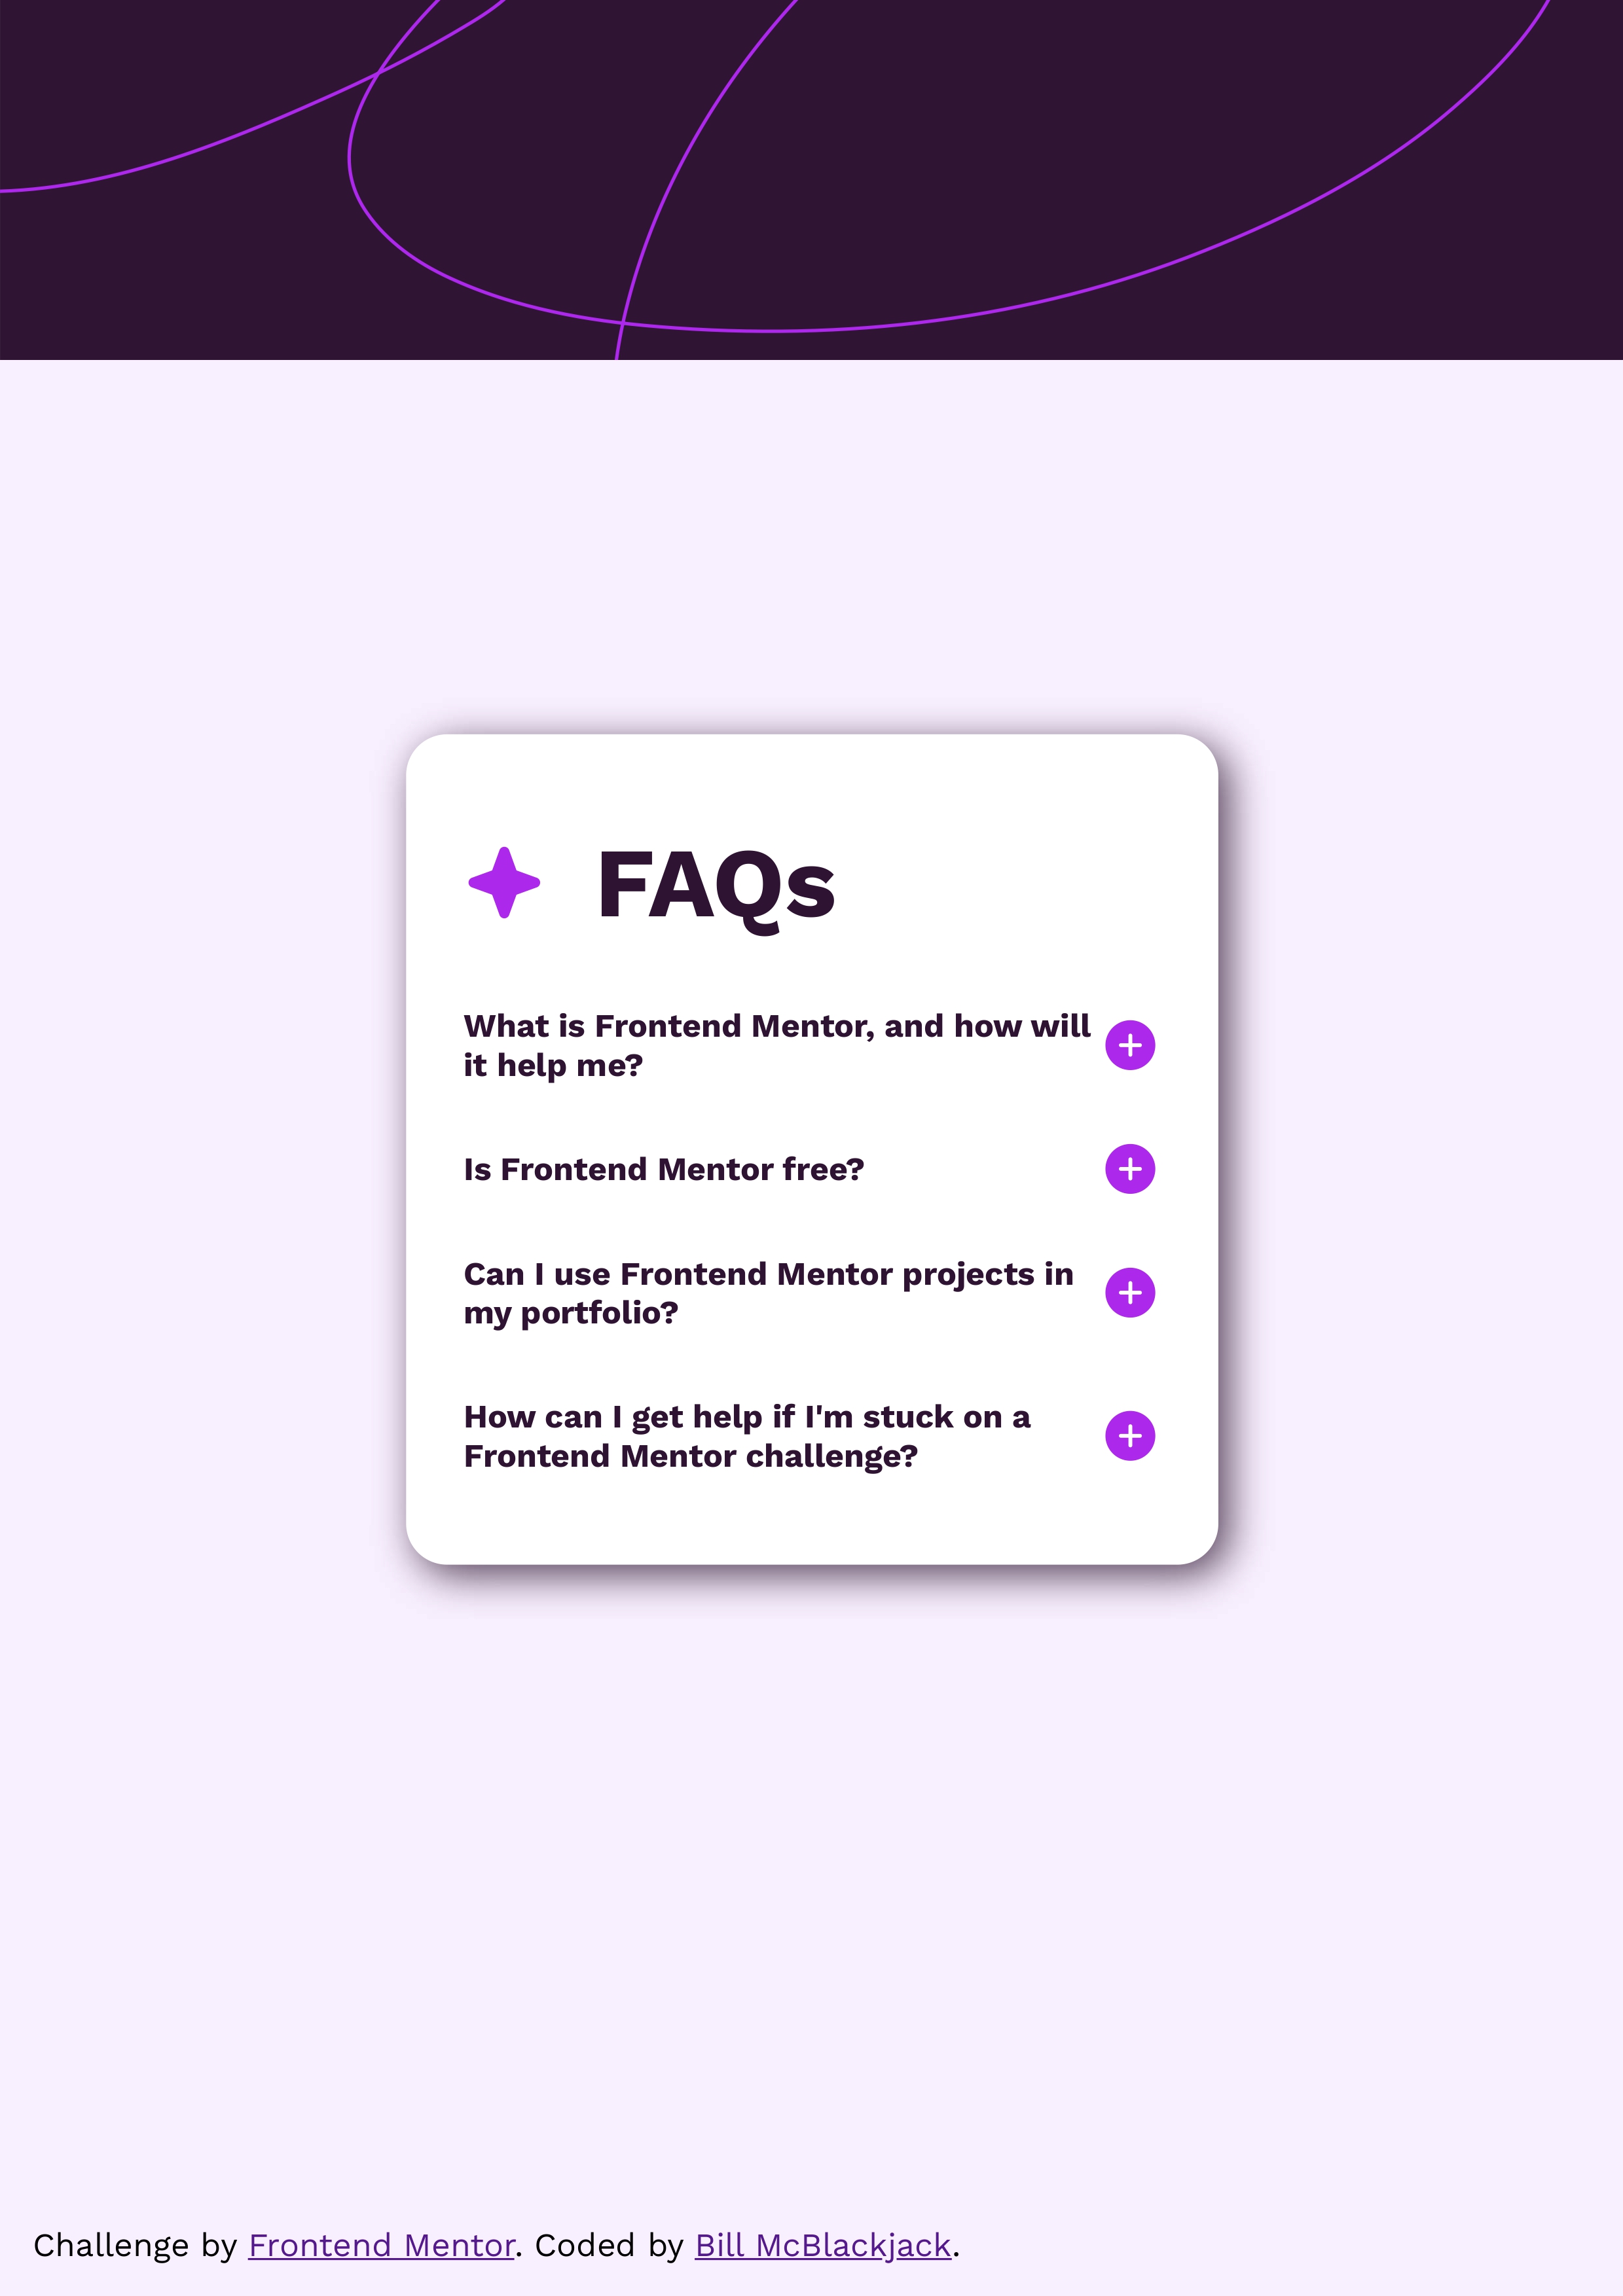 FAQs
What is Frontend Mentor, and how will
it help me?
Is Frontend Mentor free?
Can I use Frontend Mentor projects in
my portfolio?
How can I get help if I'm stuck on a
Frontend Mentor challenge?
Challenge by Frontend Mentor. Coded by Bill McBlackjack.